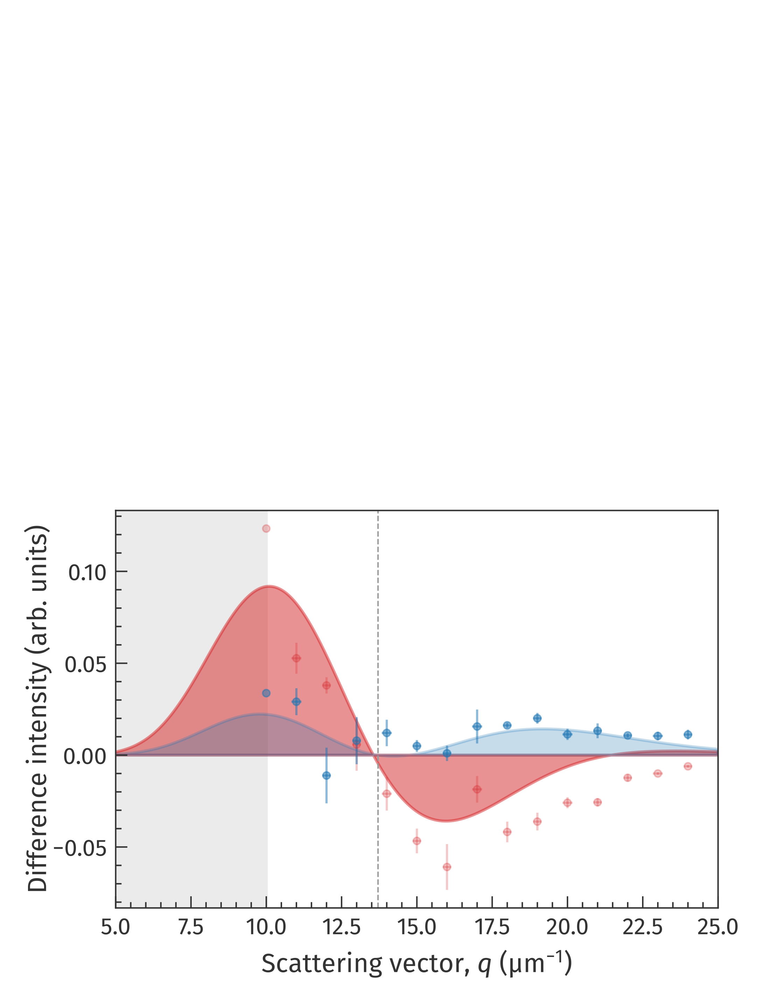 Difference intensity (arb. units)
0.10
0.05
0.00
−0.05
5.0 7.5 10.0 12.5 15.0 17.5 20.0 22.5 25.0
Scattering vector, q (μm⁻¹)